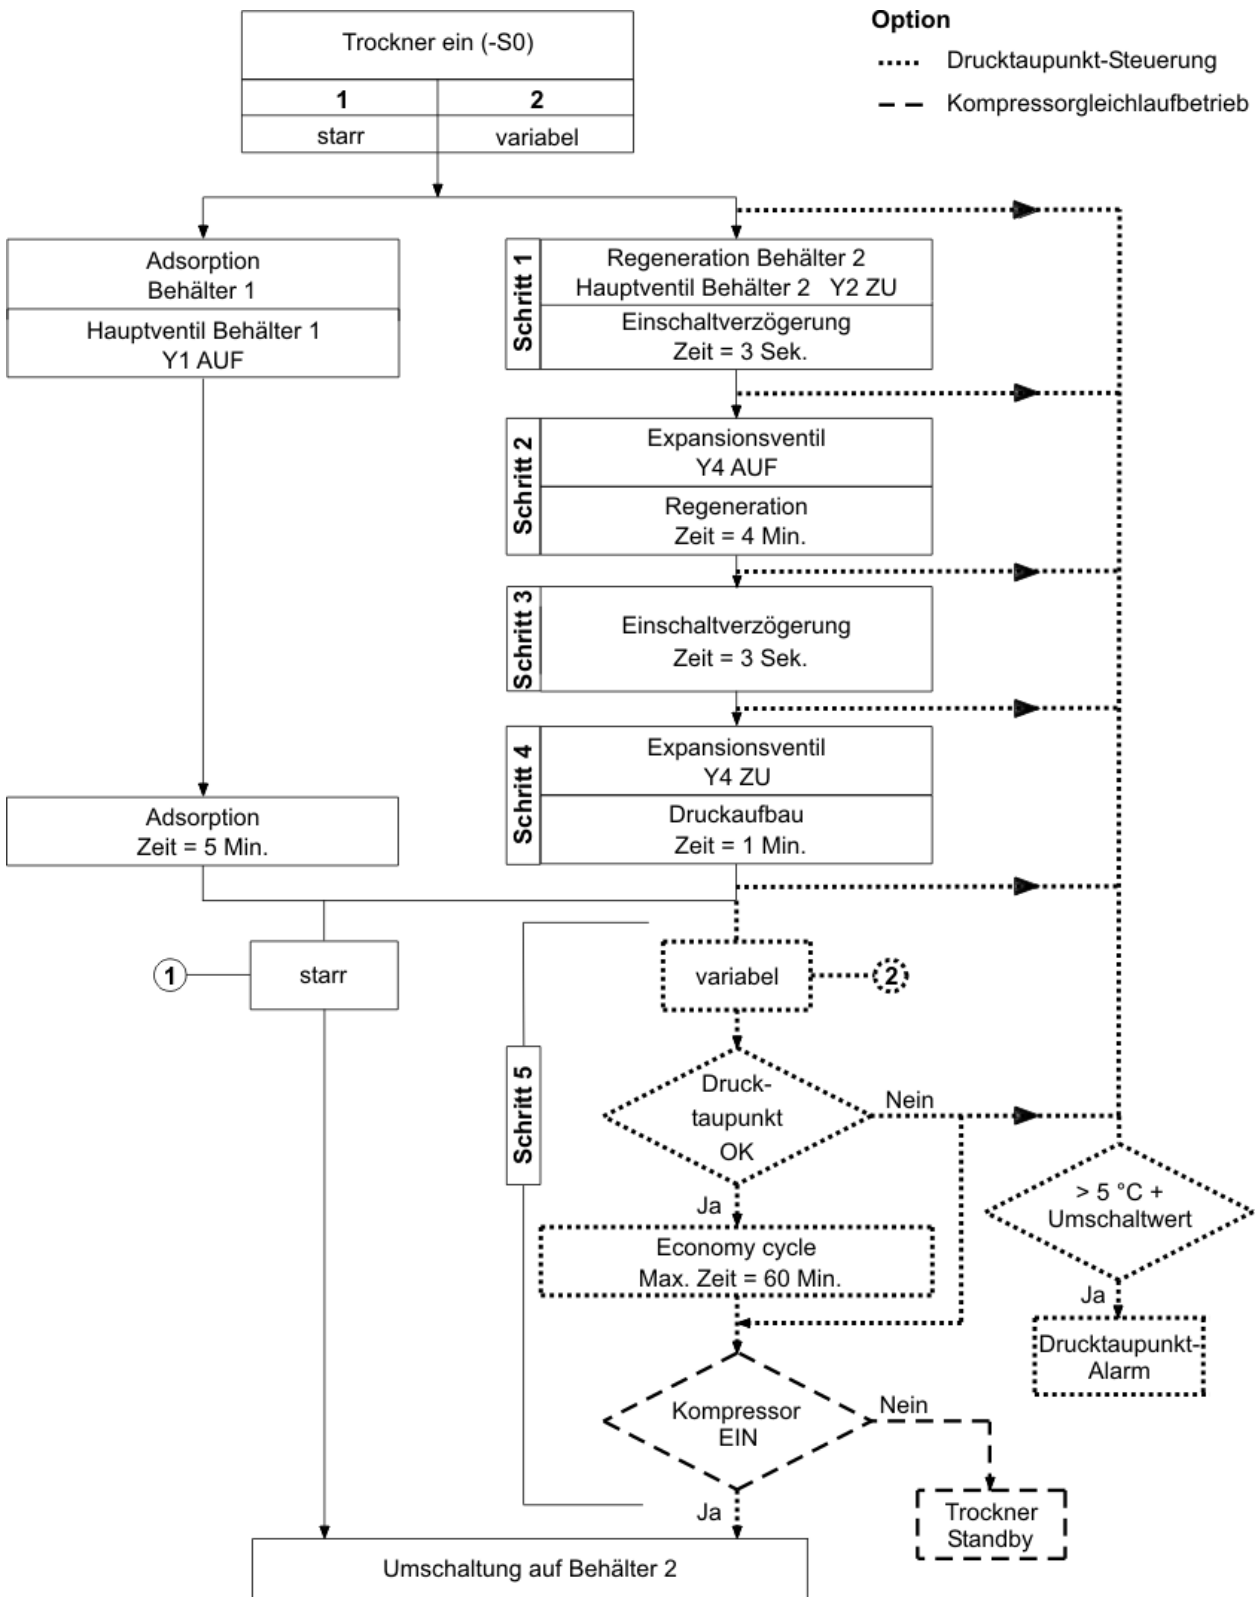 Option
Drucktaupunkt-Steuerung
Kompressorgleichlaufbetrieb
Trockner ein (-S0)
1
2
starr
variabel
Adsorption
Behälter 1
Hauptventil Behälter 1
Y1 AUF
Schritt 1
Regeneration Behälter 2
Hauptventil Behälter 2 Y2 ZU
Einschaltverzögerung
Zeit = 3 Sek.
Schritt 2
Expansionsventil
Y4 AUF
Regeneration
Zeit = 4 Min.
Schritt 3
Einschaltverzögerung
Zeit = 3 Sek.
Schritt 4
Expansionsventil
Y4 ZU
Druckaufbau
Zeit = 1 Min.
Adsorption
Zeit = 5 Min.
1
starr
variabel
2
Schritt 5
Druck-
taupunkt
OK
Nein
Ja
> 5 °C +
Umschaltwert
Ja
Drucktaupunkt-
Alarm
Economy cycle
Max. Zeit = 60 Min.
Kompressor
EIN
Nein
Ja
Trockner
Standby
Umschaltung auf Behälter 2